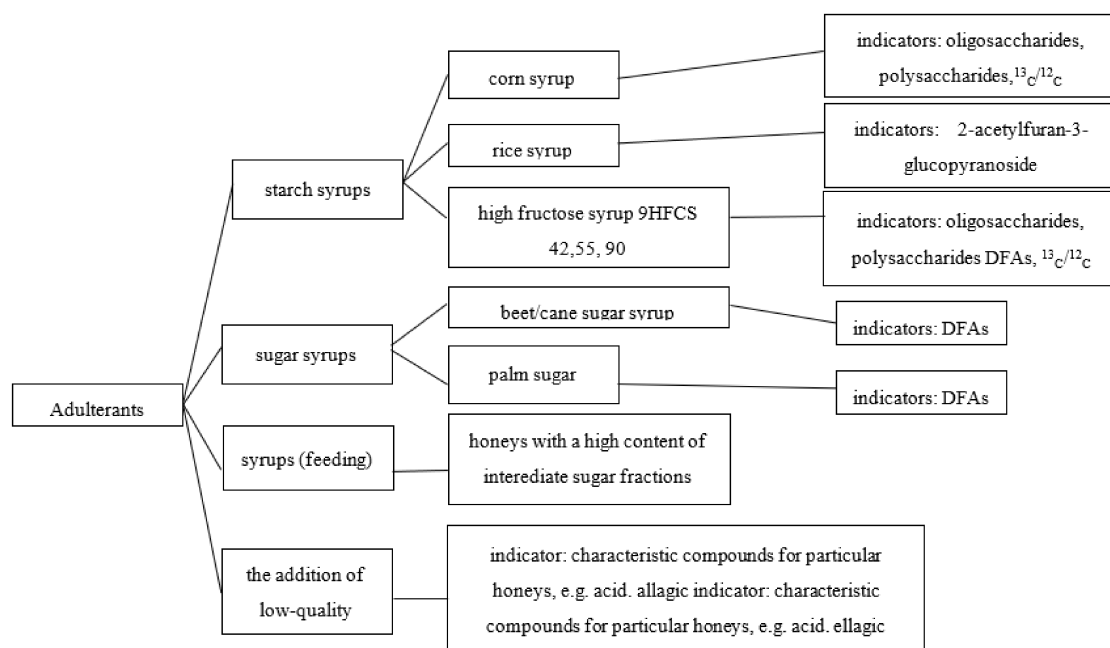 Adulterants
starch syrups
corn syrup
indicators: oligosaccharides,
polysaccharides,¹³C/¹²C
rice syrup
indicators: 2-acetylfuran-3-
glucopyranoside
high fructose syrup 9HFCS
42,55, 90
indicators: oligosaccharides,
polysaccharides DFAs, ¹³C/¹²C
sugar syrups
beet/cane sugar syrup
indicators: DFAs
palm sugar
indicators: DFAs
syrups (feeding)
honeys with a high content of
interediate sugar fractions
the addition of
low-quality
indicator: characteristic compounds for particular
honeys, e.g. acid. allagic indicator: characteristic
compounds for particular honeys, e.g. acid. ellagic